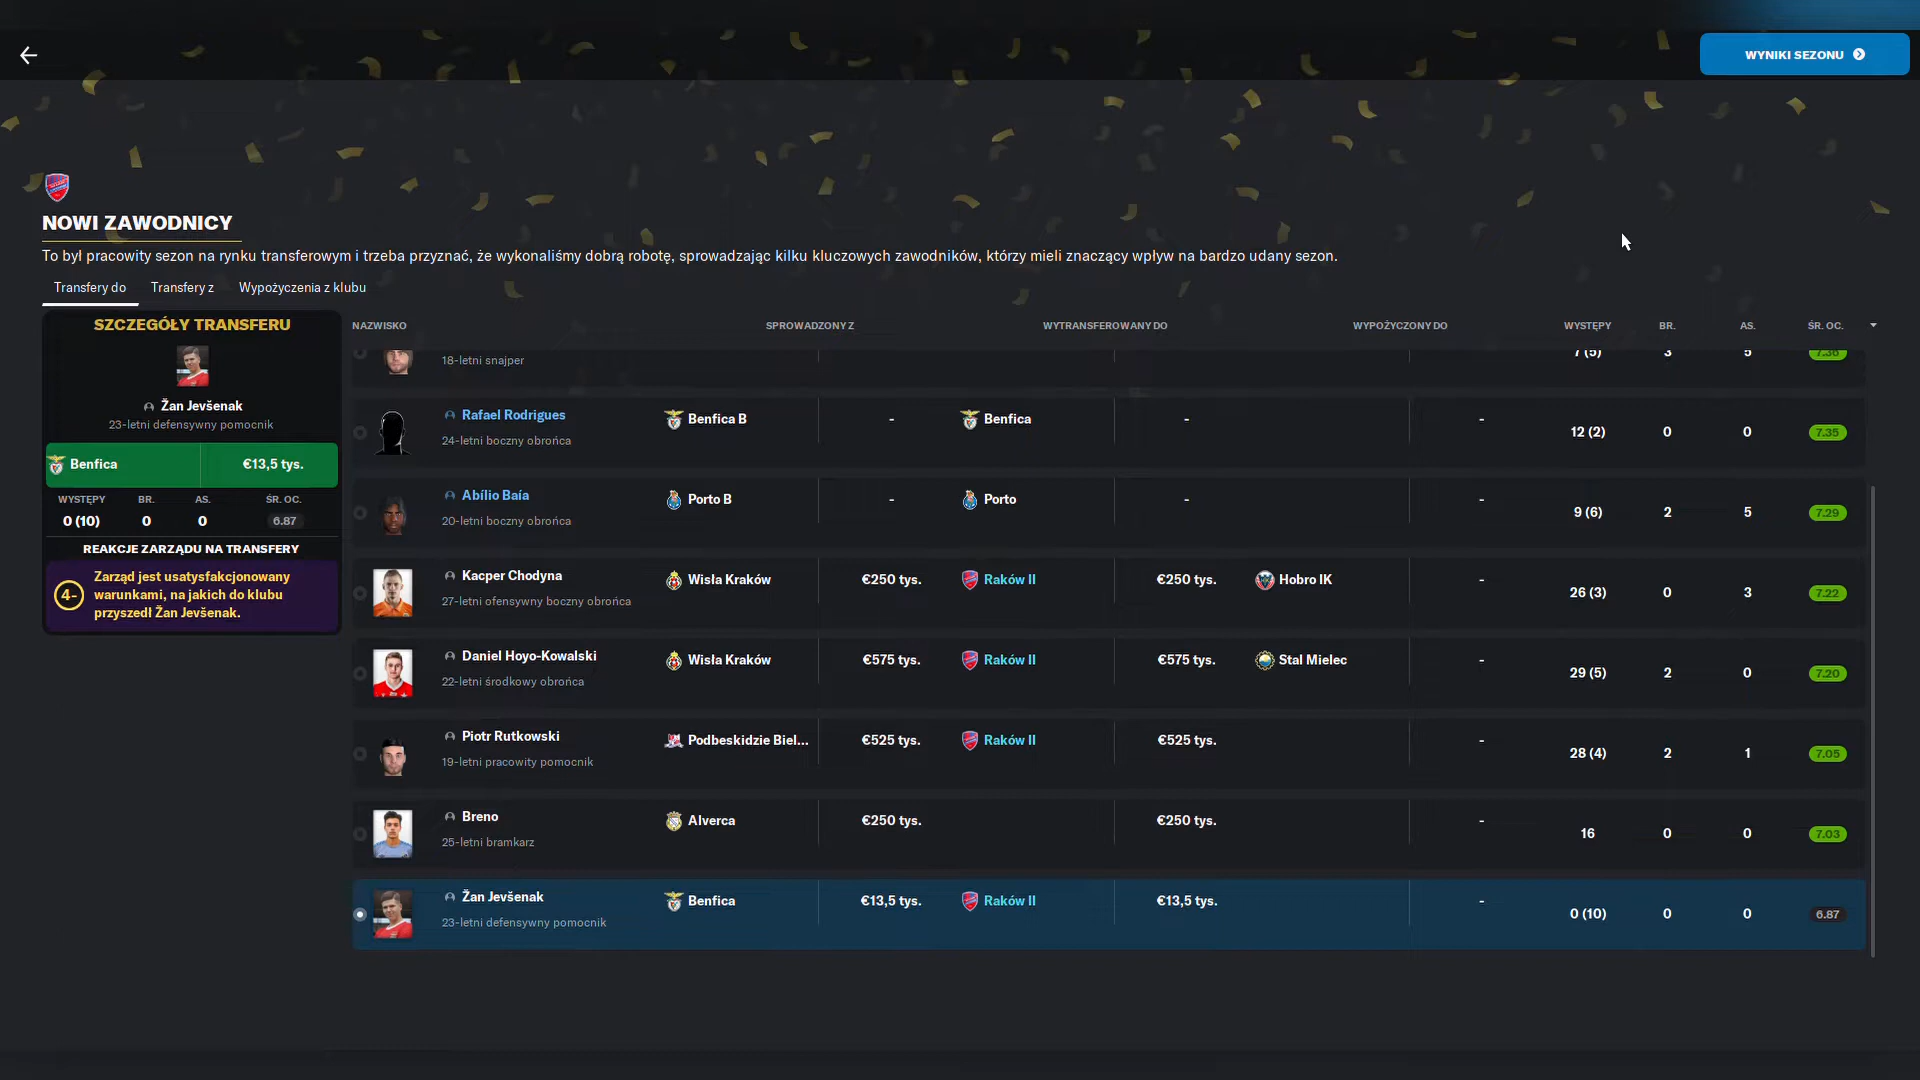 WYNIKI SEZONU
NOWI ZAWODNICY
To był pracowity sezon na rynku transferowym i trzeba przyznać, że wykonaliśmy dobrą robotę, sprowadzając kilku kluczowych zawodników, którzy mieli znaczący wpływ na bardzo udany sezon.
Transfery do Transfery z Wypożyczenia z klubu
SZCZEGÓŁY TRANSFERU
Žan Jevšenak
23-letni defensywny pomocnik
Benfica €13,5 tys.
WYSTĘPY BR. AS. ŚR. OC.
0 (10) 0 0 6.87
REAKCJE ZARZĄDU NA TRANSFERY
4-
Zarząd jest usatysfakcjonowany
warunkami, na jakich do klubu
przyszedł Žan Jevšenak.
NAZWISKO SPROWADZONY Z WYTRANSFEROWANY DO WYPOŻYCZONY DO WYSTĘPY BR. AS. ŚR. OC.
18-letni snajper 7 (5) 3 5 7.36
Rafael Rodrigues Benfica B - Benfica - - 12 (2) 0 0 7.35
24-letni boczny obrońca
Abílio Baía Porto B - Porto - - 9 (6) 2 5 7.29
20-letni boczny obrońca
Kacper Chodyna Wisła Kraków €250 tys. Raków II €250 tys. Hobro IK - 26 (3) 0 3 7.22
27-letni ofensywny boczny obrońca
Daniel Hoyo-Kowalski Wisła Kraków €575 tys. Raków II €575 tys. Stal Mielec - 29 (5) 2 0 7.20
22-letni środkowy obrońca
Piotr Rutkowski Podbeskidzie Biel... €525 tys. Raków II €525 tys. - 28 (4) 2 1 7.05
19-letni pracowity pomocnik
Breno Alverca €250 tys. €250 tys. - 16 0 0 7.03
25-letni bramkarz
Žan Jevšenak Benfica €13,5 tys. Raków II €13,5 tys. - 0 (10) 0 0 6.87
23-letni defensywny pomocnik